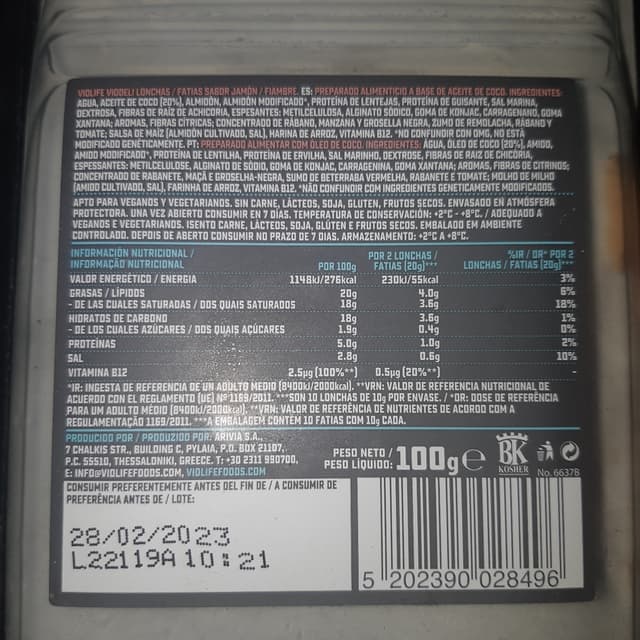 VIOLIFE VIODELI LONCHAS / FATIAS SABOR JAMÓN / FIAMBRE. ES: PREPARADO ALIMENTICIO A BASE DE ACEITE DE COCO. INGREDIENTES:
AGUA, ACEITE DE COCO (20%), ALMIDÓN, ALMIDÓN MODIFICADO*, PROTEÍNA DE LENTEJAS, PROTEÍNA DE GUISANTE, SAL MARINA,
DEXTROSA, FIBRAS DE RAÍZ DE ACHICORIA, ESPESANTES: METILCELULOSA, ALGINATO SÓDICO, GOMA DE KONJAC, CARRAGENANO, GOMA
XANTANA; AROMAS, FIBRAS CÍTRICAS; CONCENTRADO DE RÁBANO, MANZANA Y GROSELLA NEGRA, ZUMO DE REMOLACHA, RÁBANO Y
TOMATE; SALSA DE MAÍZ (ALMIDÓN CULTIVADO, SAL), HARINA DE ARROZ, VITAMINA B12. *NO CONFUNDIR CON OMG, NO ESTÁ
MODIFICADO GENÉTICAMENTE. PT: PREPARADO ALIMENTAR COM ÓLEO DE COCO. INGREDIENTES: ÁGUA, ÓLEO DE COCO (20%), AMIDO,
AMIDO MODIFICADO*, PROTEÍNA DE LENTILHA, PROTEÍNA DE ERVILHA, SAL MARINHO, DEXTROSE, FIBRAS DE RAIZ DE CHICÓRIA,
ESPESSANTES: METILCELULOSE, ALGINATO DE SÓDIO, GOMA DE KONJAC, CARRAGENINA, GOMA XANTANA; AROMAS, FIBRAS DE CITRINOS;
CONCENTRADO DE RABANETE, MAÇÃ E GROSELHA-NEGRA, SUMO DE BETERRABA VERMELHA, RABANETE E TOMATE; MOLHO DE MILHO
(AMIDO CULTIVADO, SAL), FARINHA DE ARROZ, VITAMINA B12. *NÃO CONFUNDIR COM INGREDIENTES GENETICAMENTE MODIFICADOS.
APTO PARA VEGANOS Y VEGETARIANOS. SIN CARNE, LÁCTEOS, SOJA, GLUTEN, FRUTOS SECOS. ENVASADO EN ATMÓSFERA
PROTECTORA. UNA VEZ ABIERTO CONSUMIR EN 7 DÍAS. TEMPERATURA DE CONSERVACIÓN: +2°C - +8°C. / ADEQUADO A
VEGANOS E VEGETARIANOS. ISENTO CARNE, LÁCTEOS, SOJA, GLÚTEN E FRUTOS SECOS. EMBALADO EM AMBIENTE
CONTROLADO. DEPOIS DE ABERTO CONSUMIR NO PRAZO DE 7 DIAS. ARMAZENAMENTO: +2°C A +8°C.
INFORMACIÓN NUTRICIONAL / INFORMAÇÃO NUTRICIONAL POR 100g POR 2 LONCHAS / FATIAS (20g)*** %IR / DR* POR 2 LONCHAS / FATIAS (20g)***
VALOR ENERGÉTICO / ENERGIA 1148kJ/276kcal 230kJ/55kcal 3%
GRASAS / LÍPIDOS 20g 4.0g 6%
- DE LAS CUALES SATURADAS / DOS QUAIS SATURADOS 18g 3.6g 18%
HIDRATOS DE CARBONO 18g 3.6g 1%
- DE LOS CUALES AZÚCARES / DOS QUAIS AÇÚCARES 1.9g 0.4g 0%
PROTEÍNAS 5.0g 1.0g 2%
SAL 2.8g 0.6g 10%
VITAMINA B12 2.5µg (100%**) 0.5µg (20%**) -
*IR: INGESTA DE REFERENCIA DE UN ADULTO MEDIO (8400kJ/2000kcal). **VRN: VALOR DE REFERENCIA NUTRICIONAL DE
ACUERDO CON EL REGLAMENTO (UE) Nº 1169/2011. ***SON 10 LONCHAS DE 10g POR ENVASE. / *DR: DOSE DE REFERÊNCIA
PARA UM ADULTO MÉDIO (8400kJ/2000kcal). **VRN: VALOR DE REFERÊNCIA DE NUTRIENTES DE ACORDO COM A
REGULAMENTAÇÃO 1169/2011. ***A EMBALAGEM CONTÉM 10 FATIAS COM 10g CADA.
PRODUCIDO POR / PRODUZIDO POR: ARIVIA S.A.,
7 CHALKIS STR., BUILDING C, PYLAIA, P.O. BOX 21107,
P.C. 55510, THESSALONIKI, GREECE. T: +30 2311 990700,
E: INFO@VIOLIFEFOODS.COM, VIOLIFEFOODS.COM
PESO NETO / PESO LÍQUIDO: 100g e
BK
KOSHER
No. 6637B
CONSUMIR PREFERENTEMENTE ANTES DEL FIN DE / A CONSUMIR DE
PREFERÊNCIA ANTES DE / LOTE:
28/02/2023
L22119A 10:21
5 202390 028496